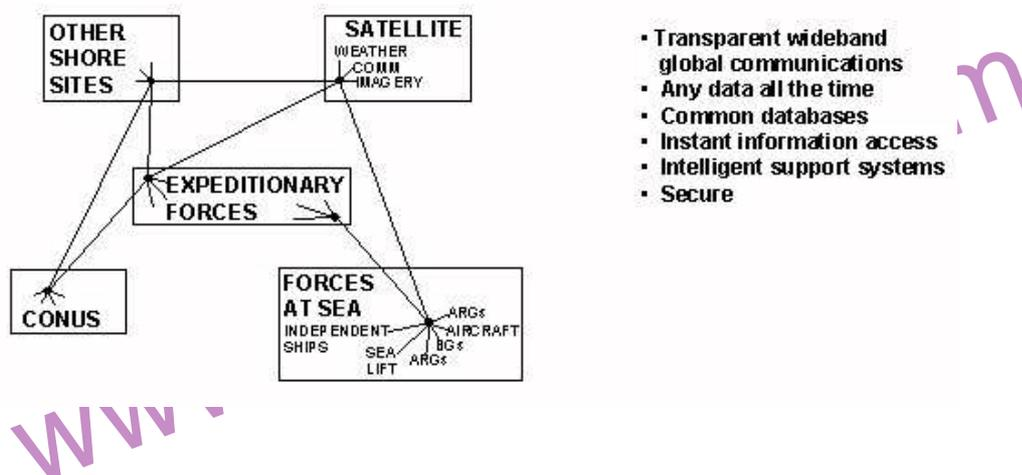 OTHER
SHORE
SITES
SATELLITE
WEATHER
COMM
IMAGERY
EXPEDITIONARY
FORCES
CONUS
FORCES
AT SEA
INDEPENDENT
SHIPS
SEA
LIFT
ARGs
BGs
AIRCRAFT
ARGs
▪ Transparent wideband
global communications
▪ Any data all the time
▪ Common databases
▪ Instant information access
▪ Intelligent support systems
▪ Secure
www
m